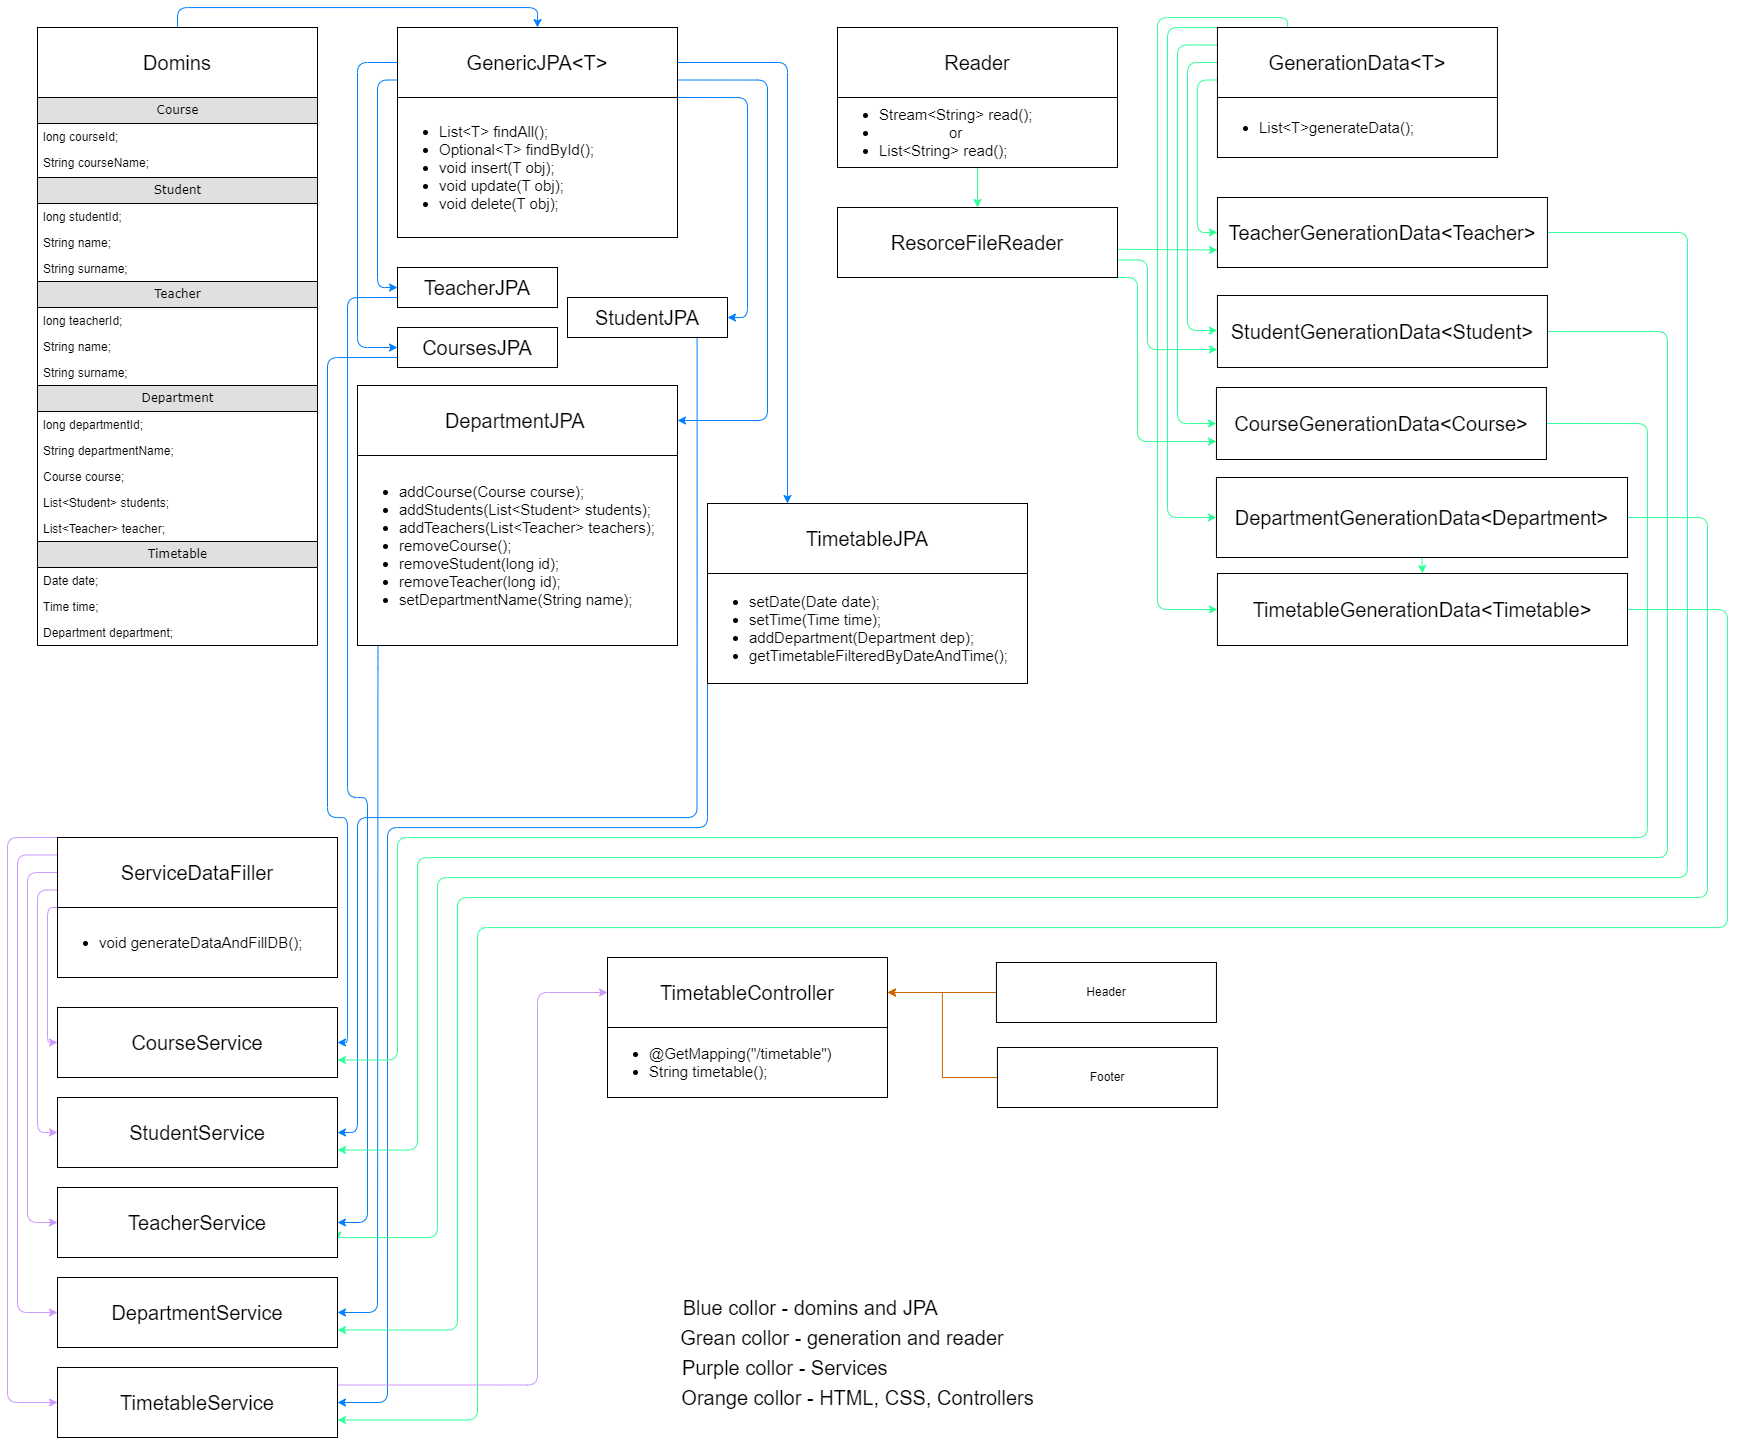 Domins
Course
long courseId;
String courseName;
Student
long studentId;
String name;
String surname;
Teacher
long teacherId;
String name;
String surname;
Department
long departmentId;
String departmentName;
Course course;
List<Student> students;
List<Teacher> teacher;
Timetable
Date date;
Time time;
Department department;
GenericJPA<T>
List<T> findAll();
Optional<T> findById();
void insert(T obj);
void update(T obj);
void delete(T obj);
TeacherJPA
StudentJPA
CoursesJPA
DepartmentJPA
addCourse(Course course);
addStudents(List<Student> students);
addTeachers(List<Teacher> teachers);
removeCourse();
removeStudent(long id);
removeTeacher(long id);
setDepartmentName(String name);
TimetableJPA
setDate(Date date);
setTime(Time time);
addDepartment(Department dep);
getTimetableFilteredByDateAndTime();
Reader
Stream<String> read();
or
List<String> read();
ResorceFileReader
GenerationData<T>
List<T>generateData();
TeacherGenerationData<Teacher>
StudentGenerationData<Student>
CourseGenerationData<Course>
DepartmentGenerationData<Department>
TimetableGenerationData<Timetable>
ServiceDataFiller
void generateDataAndFillDB();
CourseService
StudentService
TeacherService
DepartmentService
TimetableService
TimetableController
@GetMapping("/timetable")
String timetable();
Header
Footer
Blue collor - domins and JPA
Grean collor - generation and reader
Purple collor - Services
Orange collor - HTML, CSS, Controllers